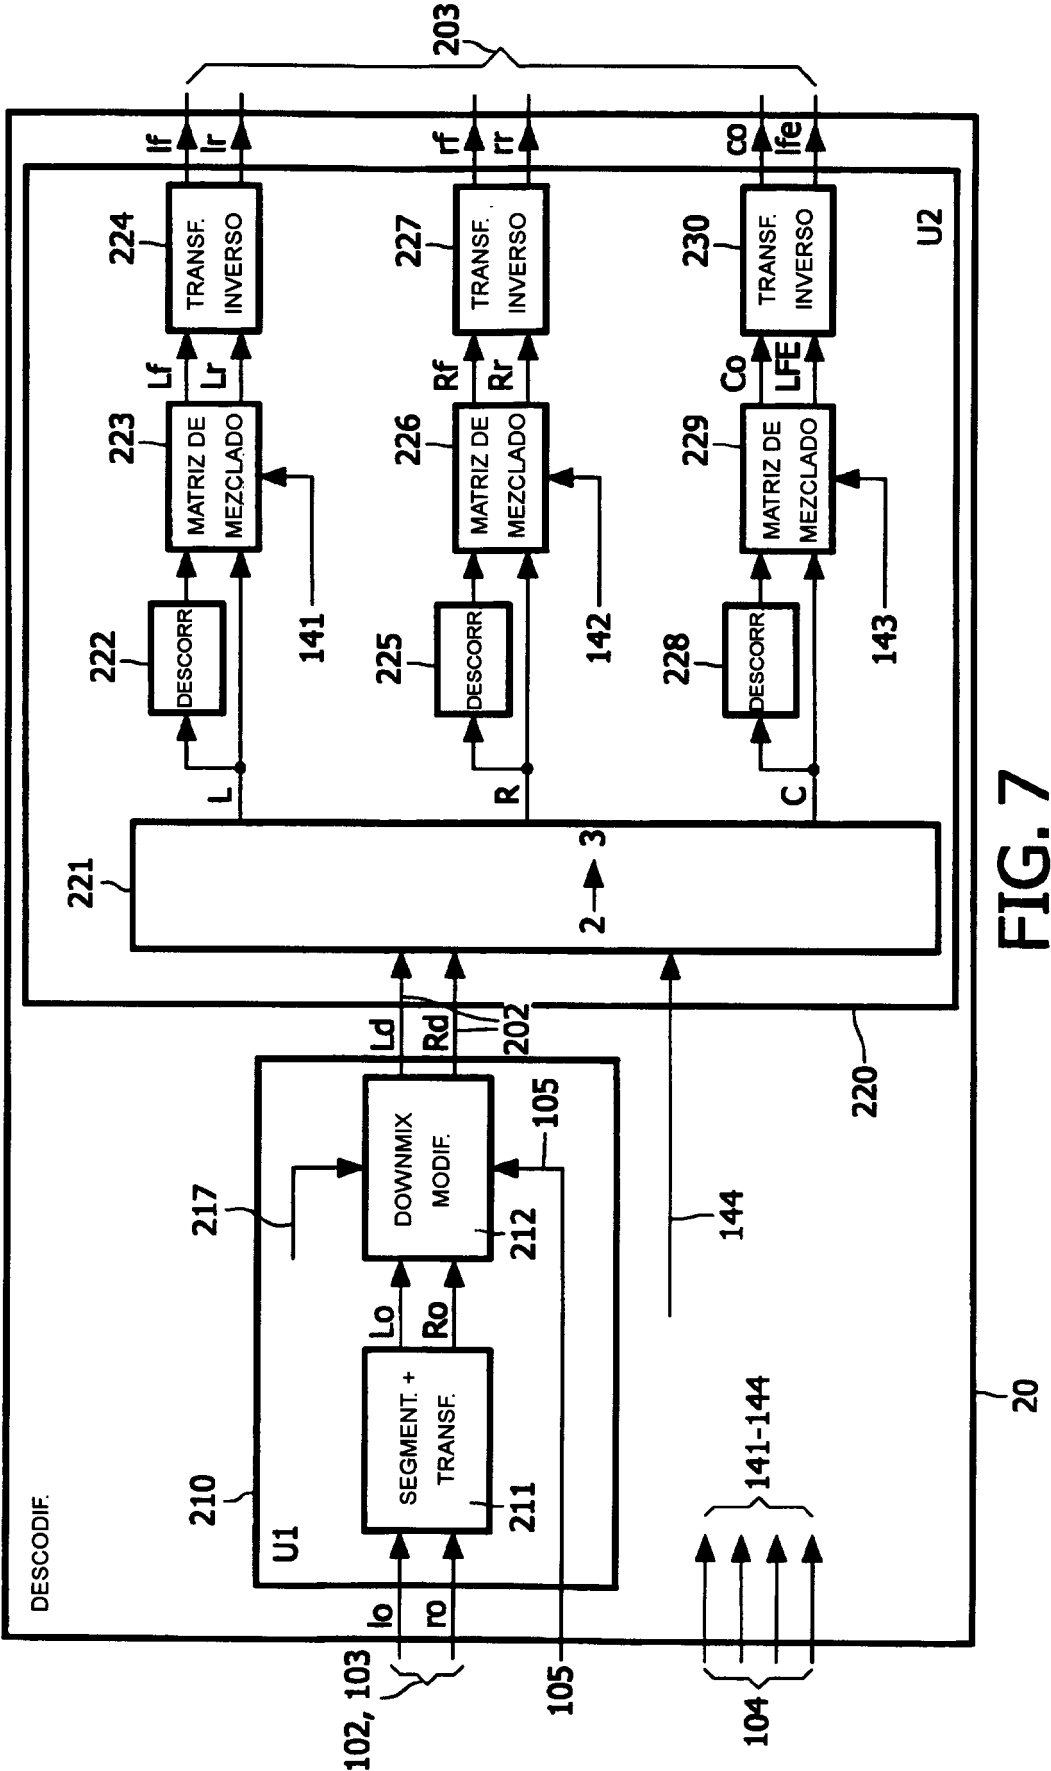 DESCODIF.
102, 103
lo
ro
105
104
141-144
20
210
U1
SEGMENT. +
TRANSF.
211
Lo
Ro
217
DOWNMIX
MODIF.
212
105
144
Ld
Rd
202
220
U2
221
2
3
L
R
C
222
DESCORR.
223
MATRIZ DE
MEZCLADO
141
Lf
Lr
224
TRANSF.
INVERSO
lf
lr
225
DESCORR.
226
MATRIZ DE
MEZCLADO
142
Rf
Rr
227
TRANSF.
INVERSO
rf
rr
228
DESCORR.
229
MATRIZ DE
MEZCLADO
143
Co
LFE
230
TRANSF.
INVERSO
co
lfe
203
FIG. 7